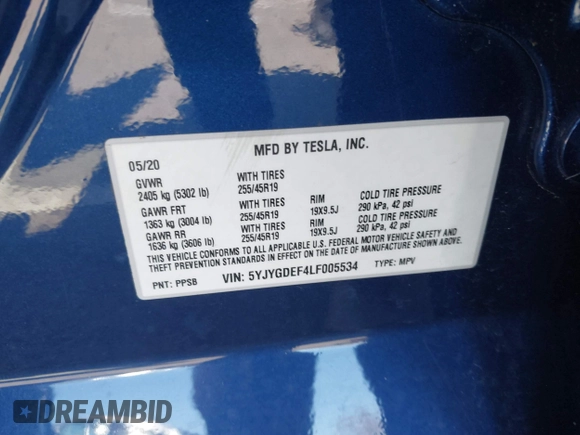 MFD BY TESLA, INC.
05/20
GVWR WITH TIRES
2405 kg (5302 lb) 255/45R19
GAWR FRT WITH TIRES RIM COLD TIRE PRESSURE
1363 kg (3004 lb) 255/45R19 19X9.5J 290 kPa, 42 psi
GAWR RR WITH TIRES RIM COLD TIRE PRESSURE
1636 kg (3606 lb) 255/45R19 19X9.5J 290 kPa, 42 psi
THIS VEHICLE CONFORMS TO ALL APPLICABLE U.S. FEDERAL MOTOR VEHICLE SAFETY AND
THEFT PREVENTION STANDARDS IN EFFECT ON THE DATE OF MANUFACTURE SHOWN ABOVE.
PNT: PPSB VIN: 5YJYGDEF4LF005534 TYPE: MPV
DREAMBID